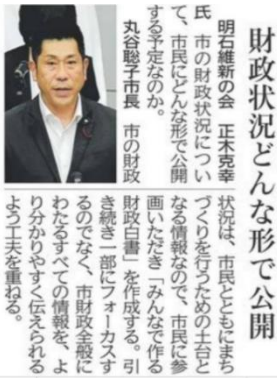 財政状況どんな形で公開
明石維新の会 正木克幸
氏 市の財政状況につい
て、市民にどんな形で公開
する予定なのか。
丸谷聡子市長 市の財政
状況は、市民とともにまち
づくりを行うための土台と
なる情報なので、市民に参
画いただき「みんなで作る
財政白書」を作成する。引
き続き一部にフォーカスす
るのでなく、市財政全般に
わたるすべての情報を、よ
り分かりやすく伝えられる
よう工夫を重ねる。